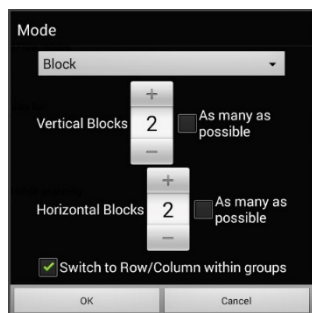 Mode
Block
+
Vertical Blocks 2 As many as
possible
−
+
Horizontal Blocks 2 As many as
possible
−
Switch to Row/Column within groups
OK Cancel